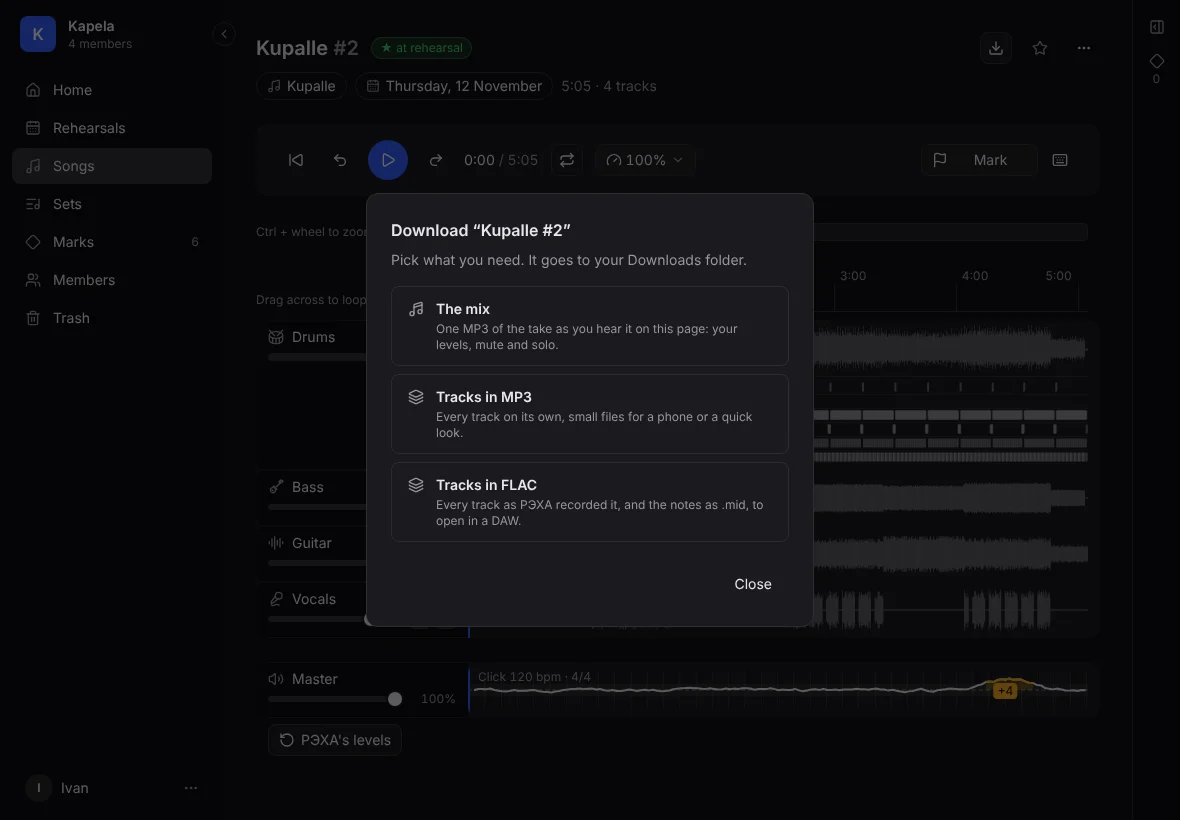 K
Kapela
4 members
Home
Rehearsals
Songs
Sets
Marks 6
Members
Trash
I Ivan
Kupalle #2 ★ at rehearsal
Kupalle Thursday, 12 November 5:05 · 4 tracks
0:00 / 5:05 100% Mark
Ctrl + wheel to zoo
3:00 4:00 5:00
Drag across to loop
Drums
Bass
Guitar
Vocals
Download “Kupalle #2”
Pick what you need. It goes to your Downloads folder.
The mix
One MP3 of the take as you hear it on this page: your
levels, mute and solo.
Tracks in MP3
Every track on its own, small files for a phone or a quick
look.
Tracks in FLAC
Every track as РЭХА recorded it, and the notes as .mid, to
open in a DAW.
Close
Master
100%
Click 120 bpm · 4/4
+4
РЭХА's levels
0